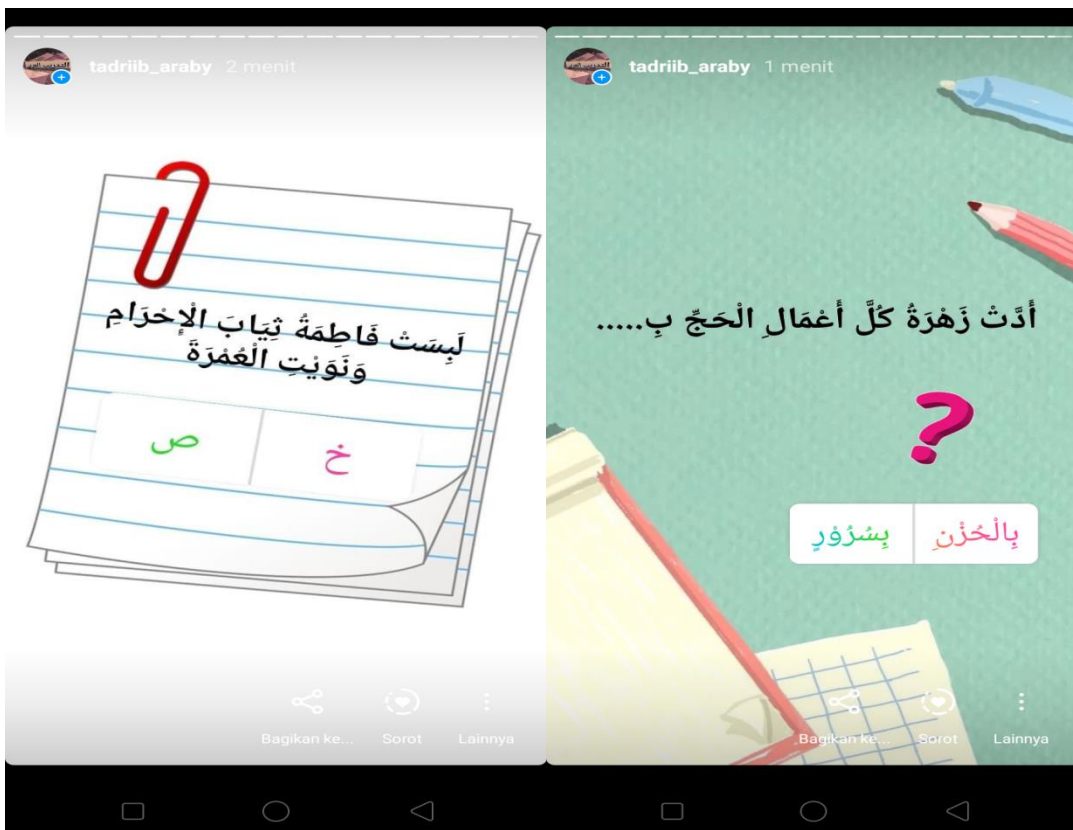 tadriib_araby 2 menit
لَبِسَتْ فَاطِمَةُ ثِيَابَ الْإِحْرَامِ
وَنَوَيْتِ الْعُمْرَةَ
خ
ص
Bagikan ke...
Sorot
Lainnya
tadriib_araby 1 menit
أَدَّتْ زَهْرَةُ كُلَّ أَعْمَالِ الْحَجِّ بِ.....
?
بِالْحُزْنِ
بِسُرُوْرٍ
Bagikan ke...
Sorot
Lainnya